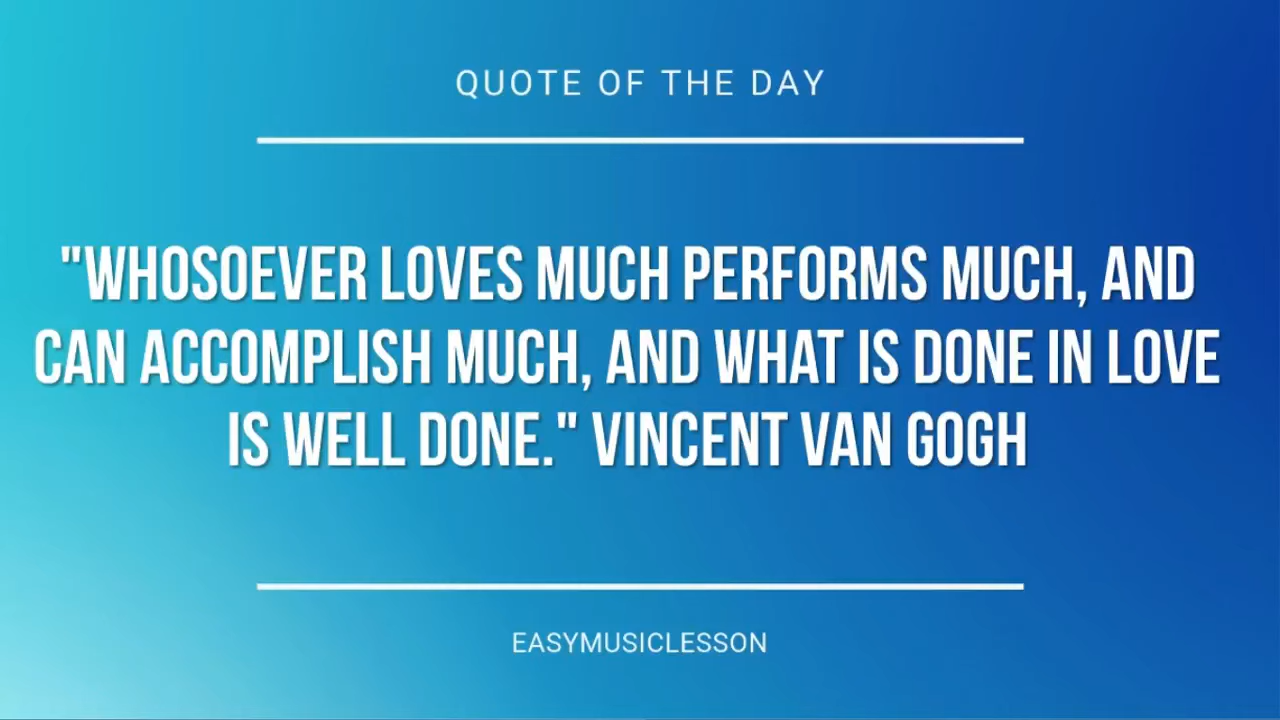 QUOTE OF THE DAY
"WHOSOEVER LOVES MUCH PERFORMS MUCH, AND
CAN ACCOMPLISH MUCH, AND WHAT IS DONE IN LOVE
IS WELL DONE." VINCENT VAN GOGH
EASYMUSICLESSON